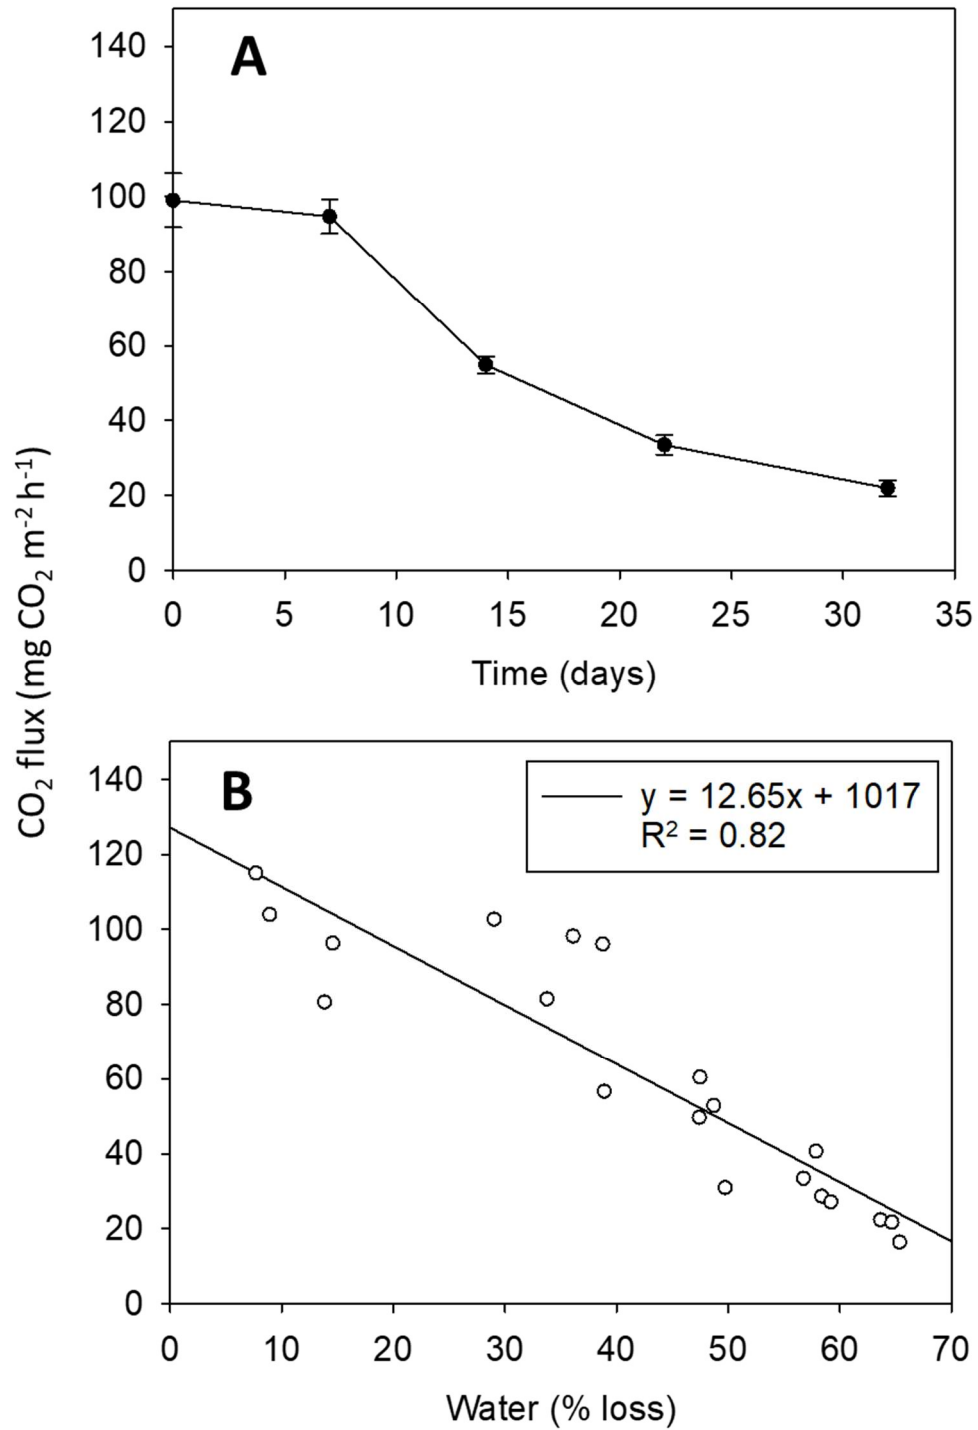 A
140
120
100
80
60
40
20
0
0 5 10 15 20 25 30 35
Time (days)
CO₂ flux (mg CO₂ m⁻² h⁻¹)
B
y = 12.65x + 1017
R² = 0.82
140
120
100
80
60
40
20
0
0 10 20 30 40 50 60 70
Water (% loss)